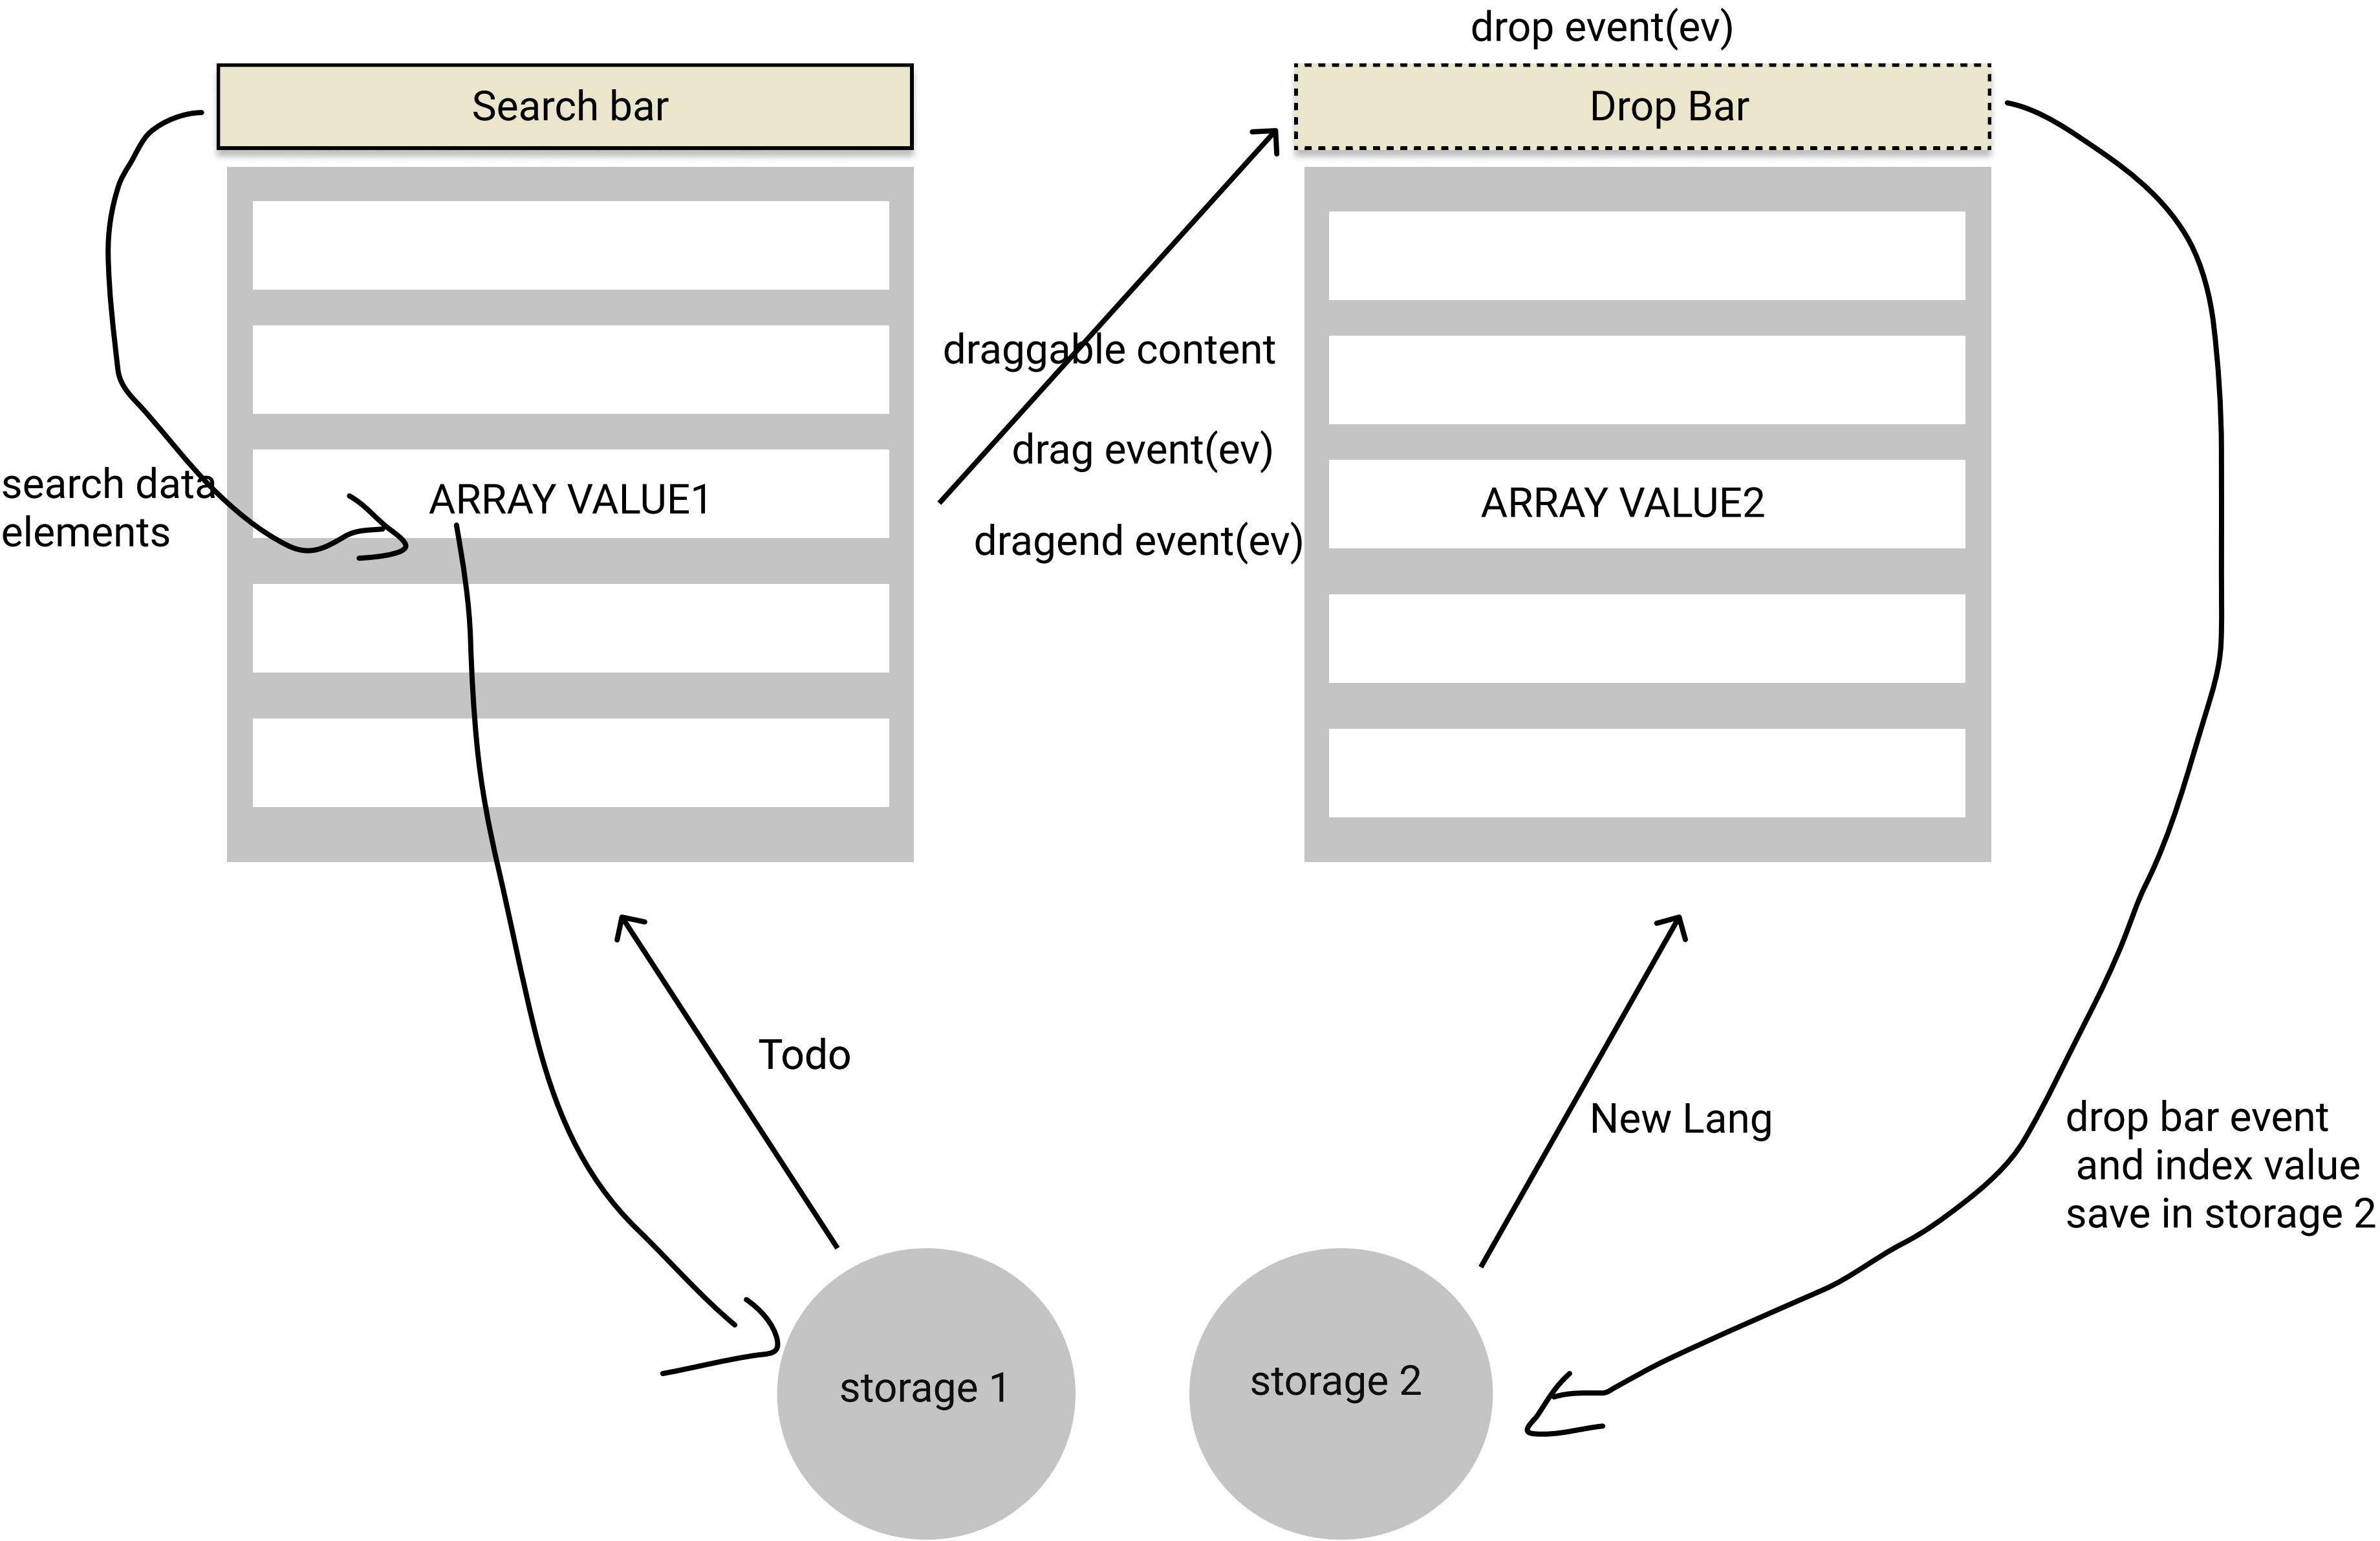 drop event(ev)
Search bar
Drop Bar
draggable content
drag event(ev)
search data
elements
ARRAY VALUE1
ARRAY VALUE2
dragend event(ev)
Todo
New Lang
drop bar event
and index value
save in storage 2
storage 1
storage 2